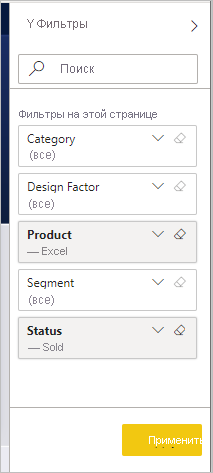 Y Фильтры
Поиск
Фильтры на этой странице
Category
(все)
Design Factor
(все)
Product
— Excel
Segment
(все)
Status
— Sold
Применить